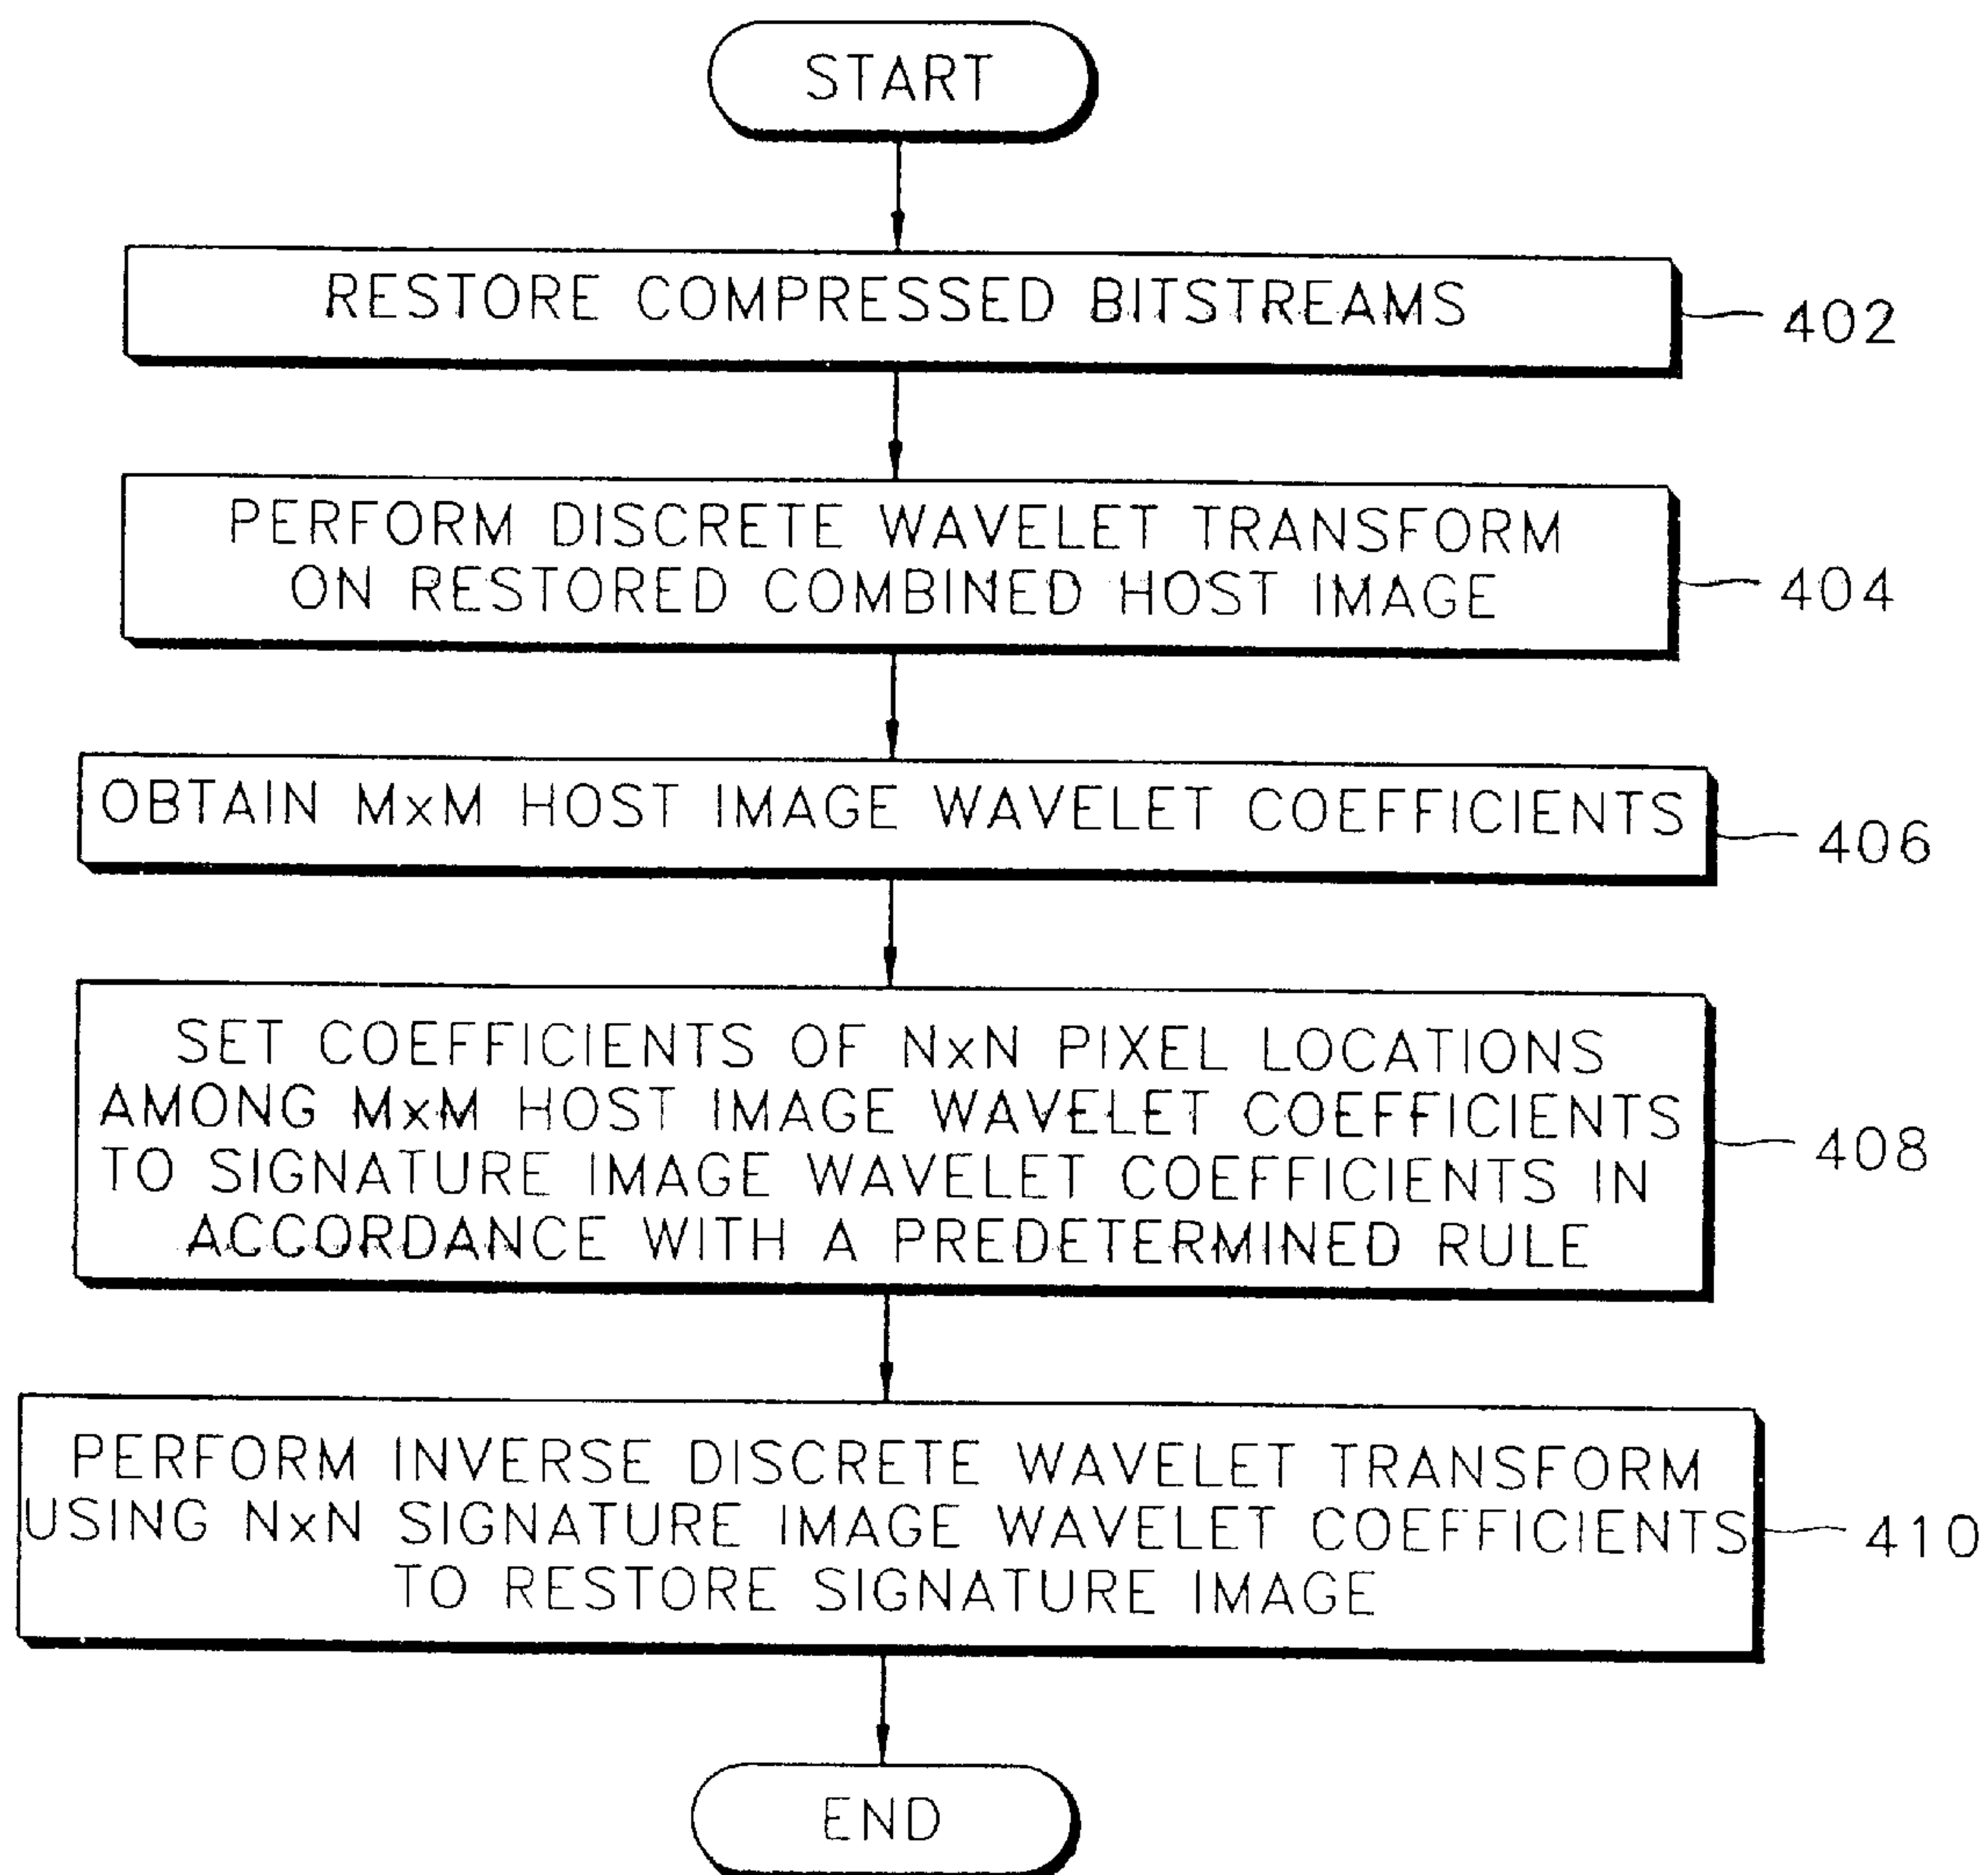 START
RESTORE COMPRESSED BITSTREAMS
402
PERFORM DISCRETE WAVELET TRANSFORM
ON RESTORED COMBINED HOST IMAGE
404
OBTAIN MxM HOST IMAGE WAVELET COEFFICIENTS
406
SET COEFFICIENTS OF NxN PIXEL LOCATIONS
AMONG MxM HOST IMAGE WAVELET COEFFICIENTS
TO SIGNATURE IMAGE WAVELET COEFFICIENTS IN
ACCORDANCE WITH A PREDETERMINED RULE
408
PERFORM INVERSE DISCRETE WAVELET TRANSFORM
USING NxN SIGNATURE IMAGE WAVELET COEFFICIENTS
TO RESTORE SIGNATURE IMAGE
410
END